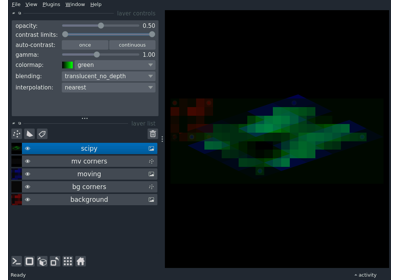 File View Plugins Window Help
layer controls
opacity: 0.50
contrast limits:
auto-contrast: once continuous
gamma: 1.00
colormap: green
blending: translucent_no_depth
interpolation: nearest
layer list
scipy
mv corners
moving
bg corners
background
Ready activity